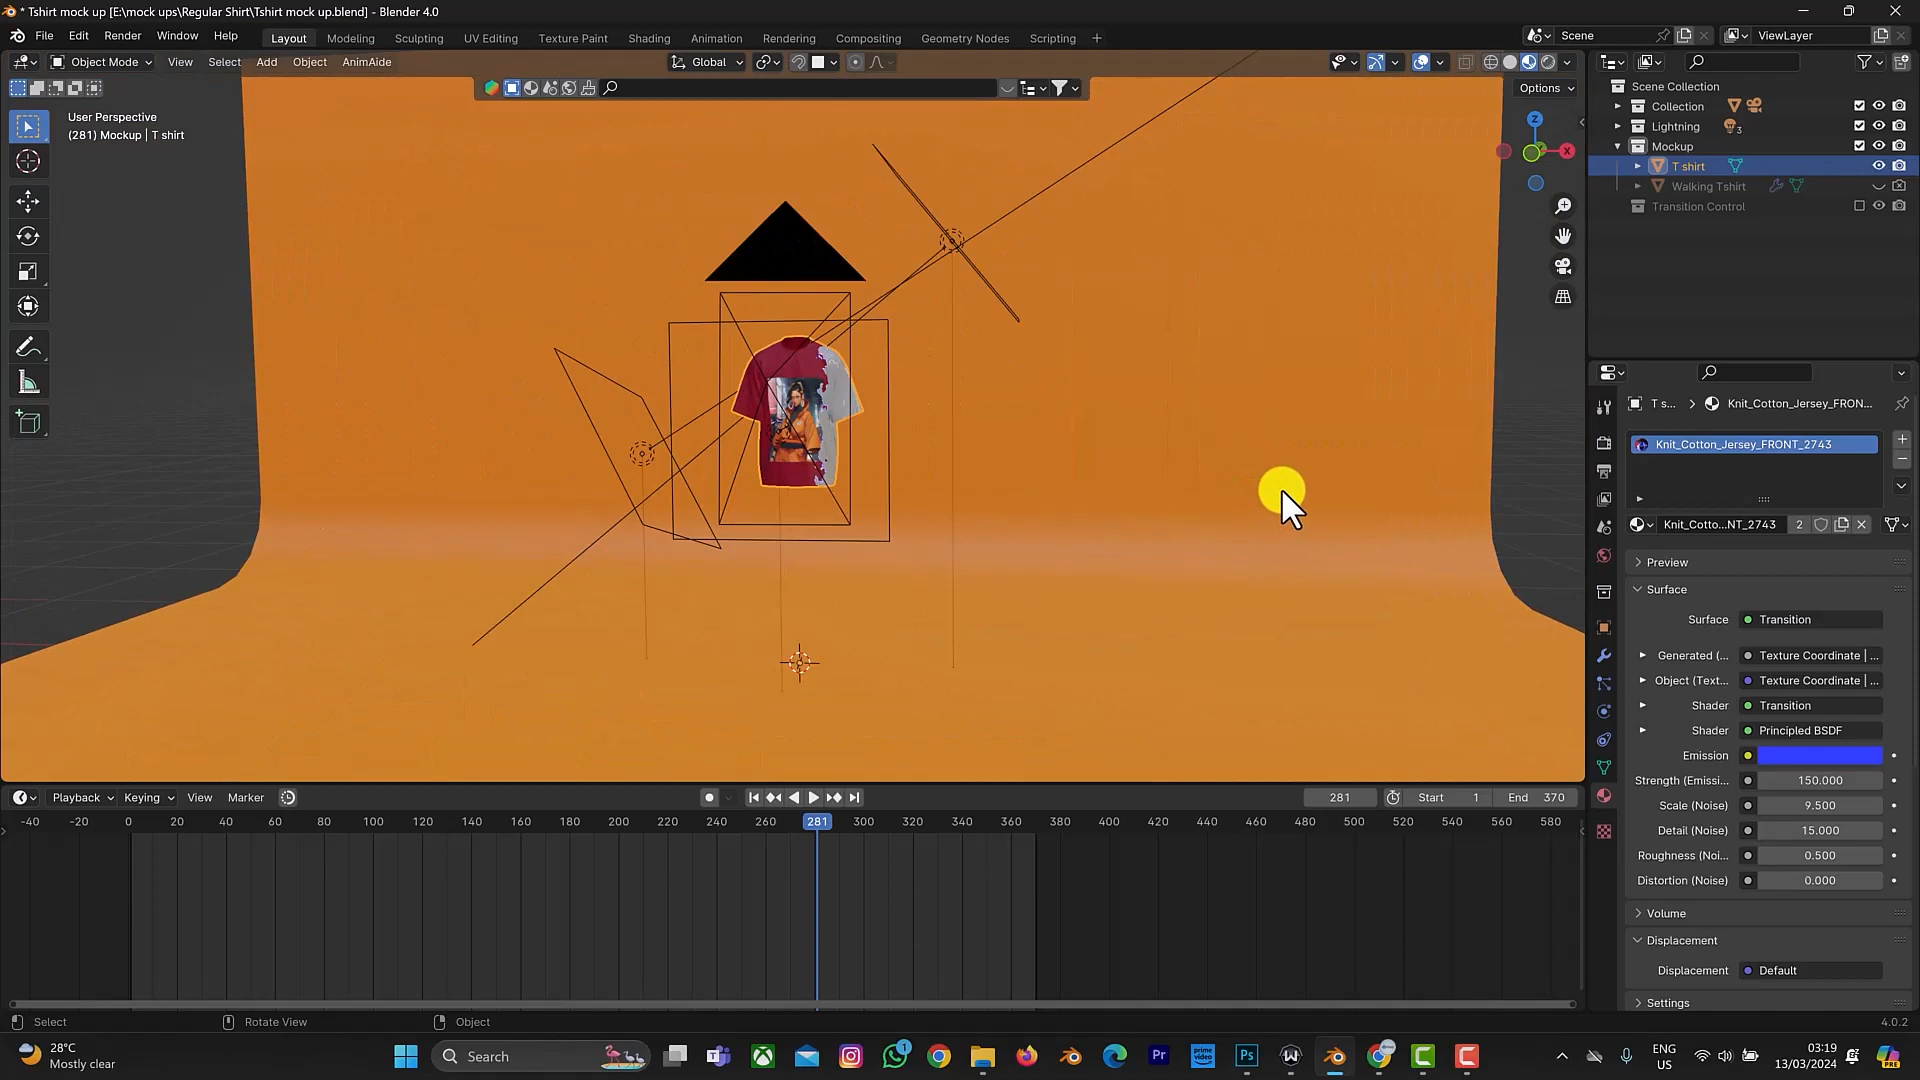 * Tshirt mock up [E:\mock ups\Regular Shirt\Tshirt mock up.blend] - Blender 4.0
File Edit Render Window Help
Layout Modeling Sculpting UV Editing Texture Paint Shading Animation Rendering Compositing Geometry Nodes Scripting +
Scene
ViewLayer
Object Mode View Select Add Object AnimAide
Global
Options
User Perspective
(281) Mockup | T shirt
Z
X
Scene Collection
Collection
Lightning 3
Mockup
T shirt
Walking Tshirt
Transition Control
T s... > Knit_Cotton_Jersey_FRON...
Knit_Cotton_Jersey_FRONT_2743
Knit_Cotto...NT_2743 2
Preview
Surface
Surface Transition
Generated (... Texture Coordinate | ...
Object (Text... Texture Coordinate | ...
Shader Transition
Shader Principled BSDF
Emission
Strength (Emissi... 150.000
Scale (Noise) 9.500
Detail (Noise) 15.000
Roughness (Noi... 0.500
Distortion (Noise) 0.000
Volume
Displacement
Displacement Default
Settings
Playback Keying View Marker
281 Start 1 End 370
-40 -20 0 20 40 60 80 100 120 140 160 180 200 220 240 260 281 300 320 340 360 380 400 420 440 460 480 500 520 540 560 580
Select Rotate View Object
4.0.2
28°C
Mostly clear
Search
1
Pr
prime video
Ps
ENG
US
03:19
13/03/2024
PRE